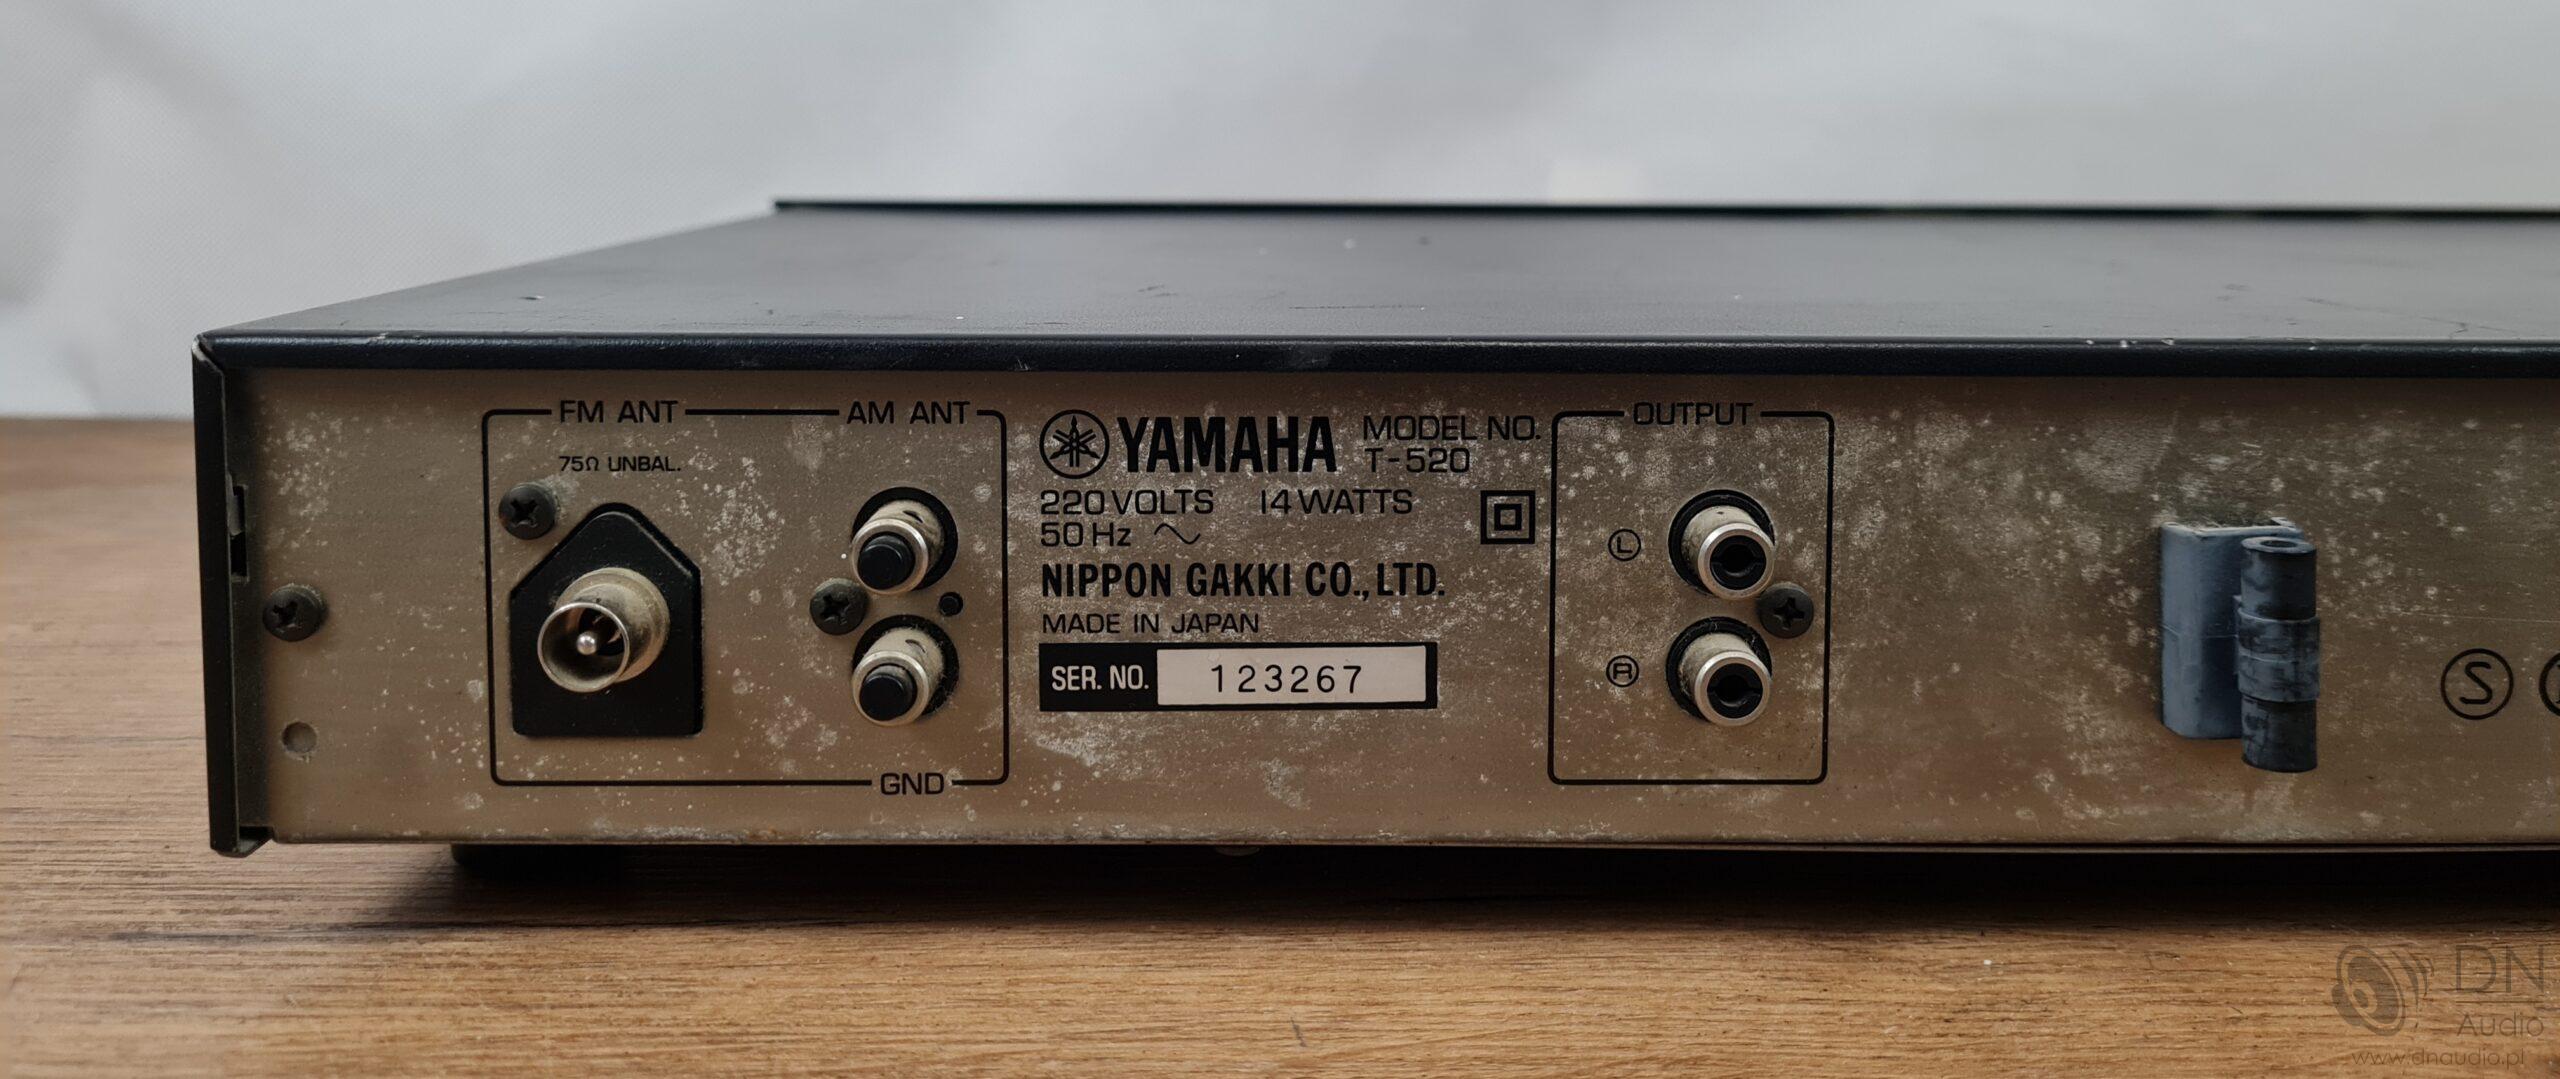 FM ANT
AM ANT
75Ω UNBAL.
GND
YAMAHA
MODEL NO.
T-520
220 VOLTS 14 WATTS
50 Hz ～
NIPPON GAKKI CO., LTD.
MADE IN JAPAN
SER. NO. 123267
OUTPUT
L
R
S
DN
Audio
www.dnaudio.pl